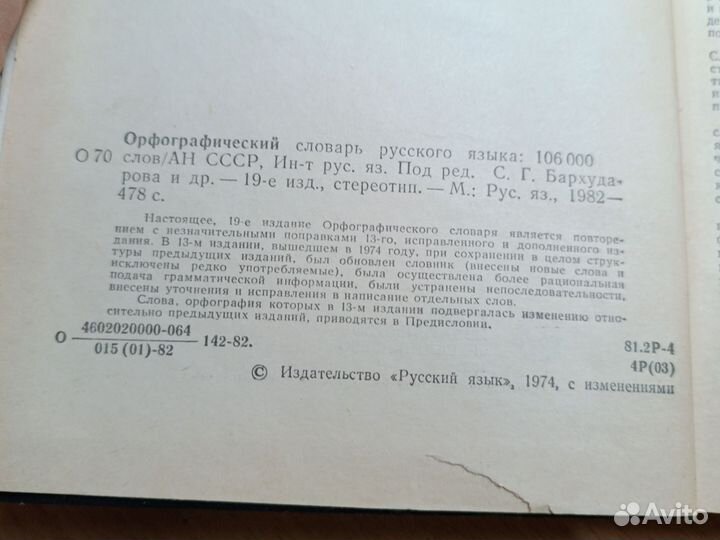 Орфографический словарь русского языка: 106 000
О 70 слов/АН СССР, Ин-т рус. яз. Под ред. С. Г. Бархуда-
рова и др. — 19-е изд., стереотип. — М.: Рус. яз., 1982—
478 с.
Настоящее, 19-е издание Орфографического словаря является повторе-
нием с незначительными поправками 13-го, исправленного и дополненного из-
дания. В 13-м издании, вышедшем в 1974 году, при сохранении в целом струк-
туры предыдущих изданий, был обновлен словник (внесены новые слова и
исключены редко употребляемые), была осуществлена более рациональная
подача грамматической информации, были устранены непоследовательности,
внесены уточнения и исправления в написание отдельных слов.
Слова, орфография которых в 13-м издании подвергалась изменению отно-
сительно предыдущих изданий, приводятся в Предисловии.
О 4602020000-064
015 (01)-82
142-82.
81.2Р-4
4Р(03)
© Издательство «Русский язык», 1974, с изменениями
Avito